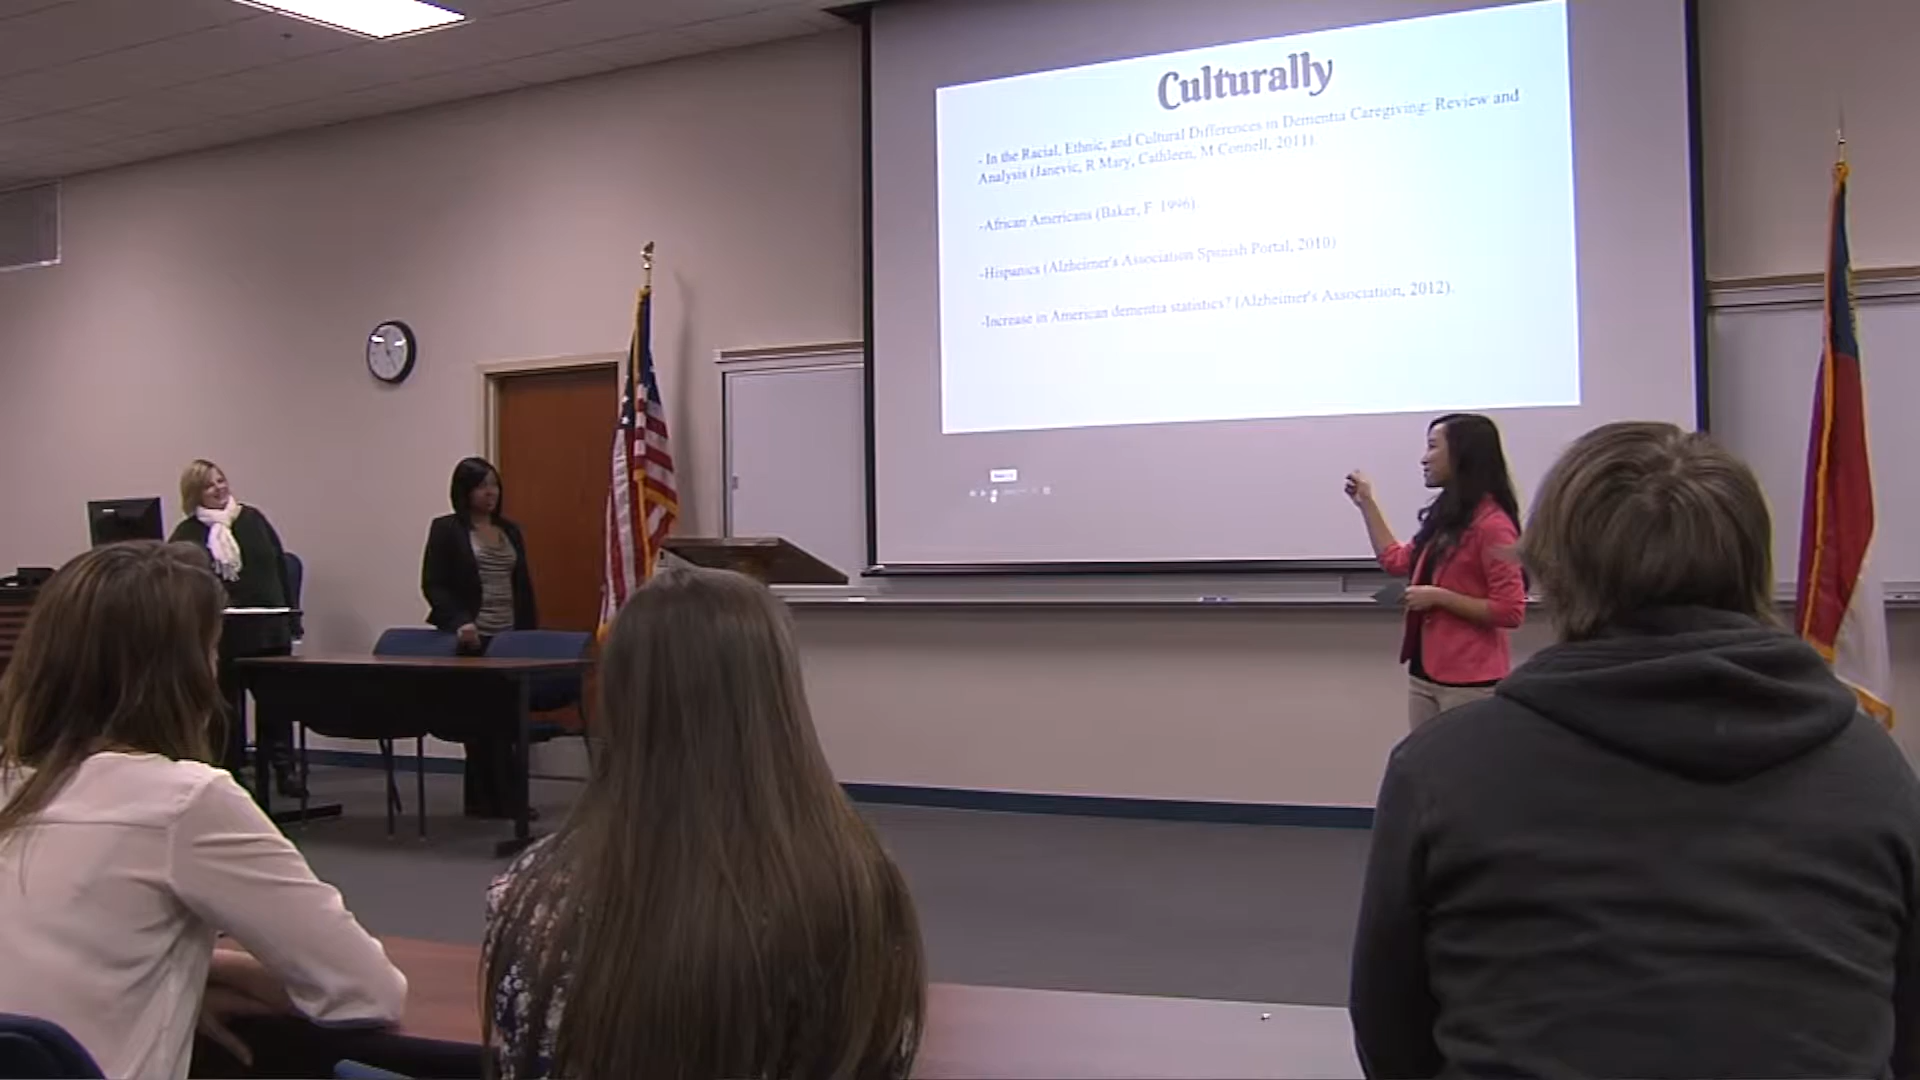 Culturally
- In the Racial, Ethnic, and Cultural Differences in Dementia Caregiving: Review and
Analysis (Janevic, R Mary, Cathleen, M Connell, 2011)
-African Americans (Baker, F. 1996).
-Hispanics (Alzheimer's Association Spanish Portal, 2010)
-Increase in American dementia statistics? (Alzheimer's Association, 2012).